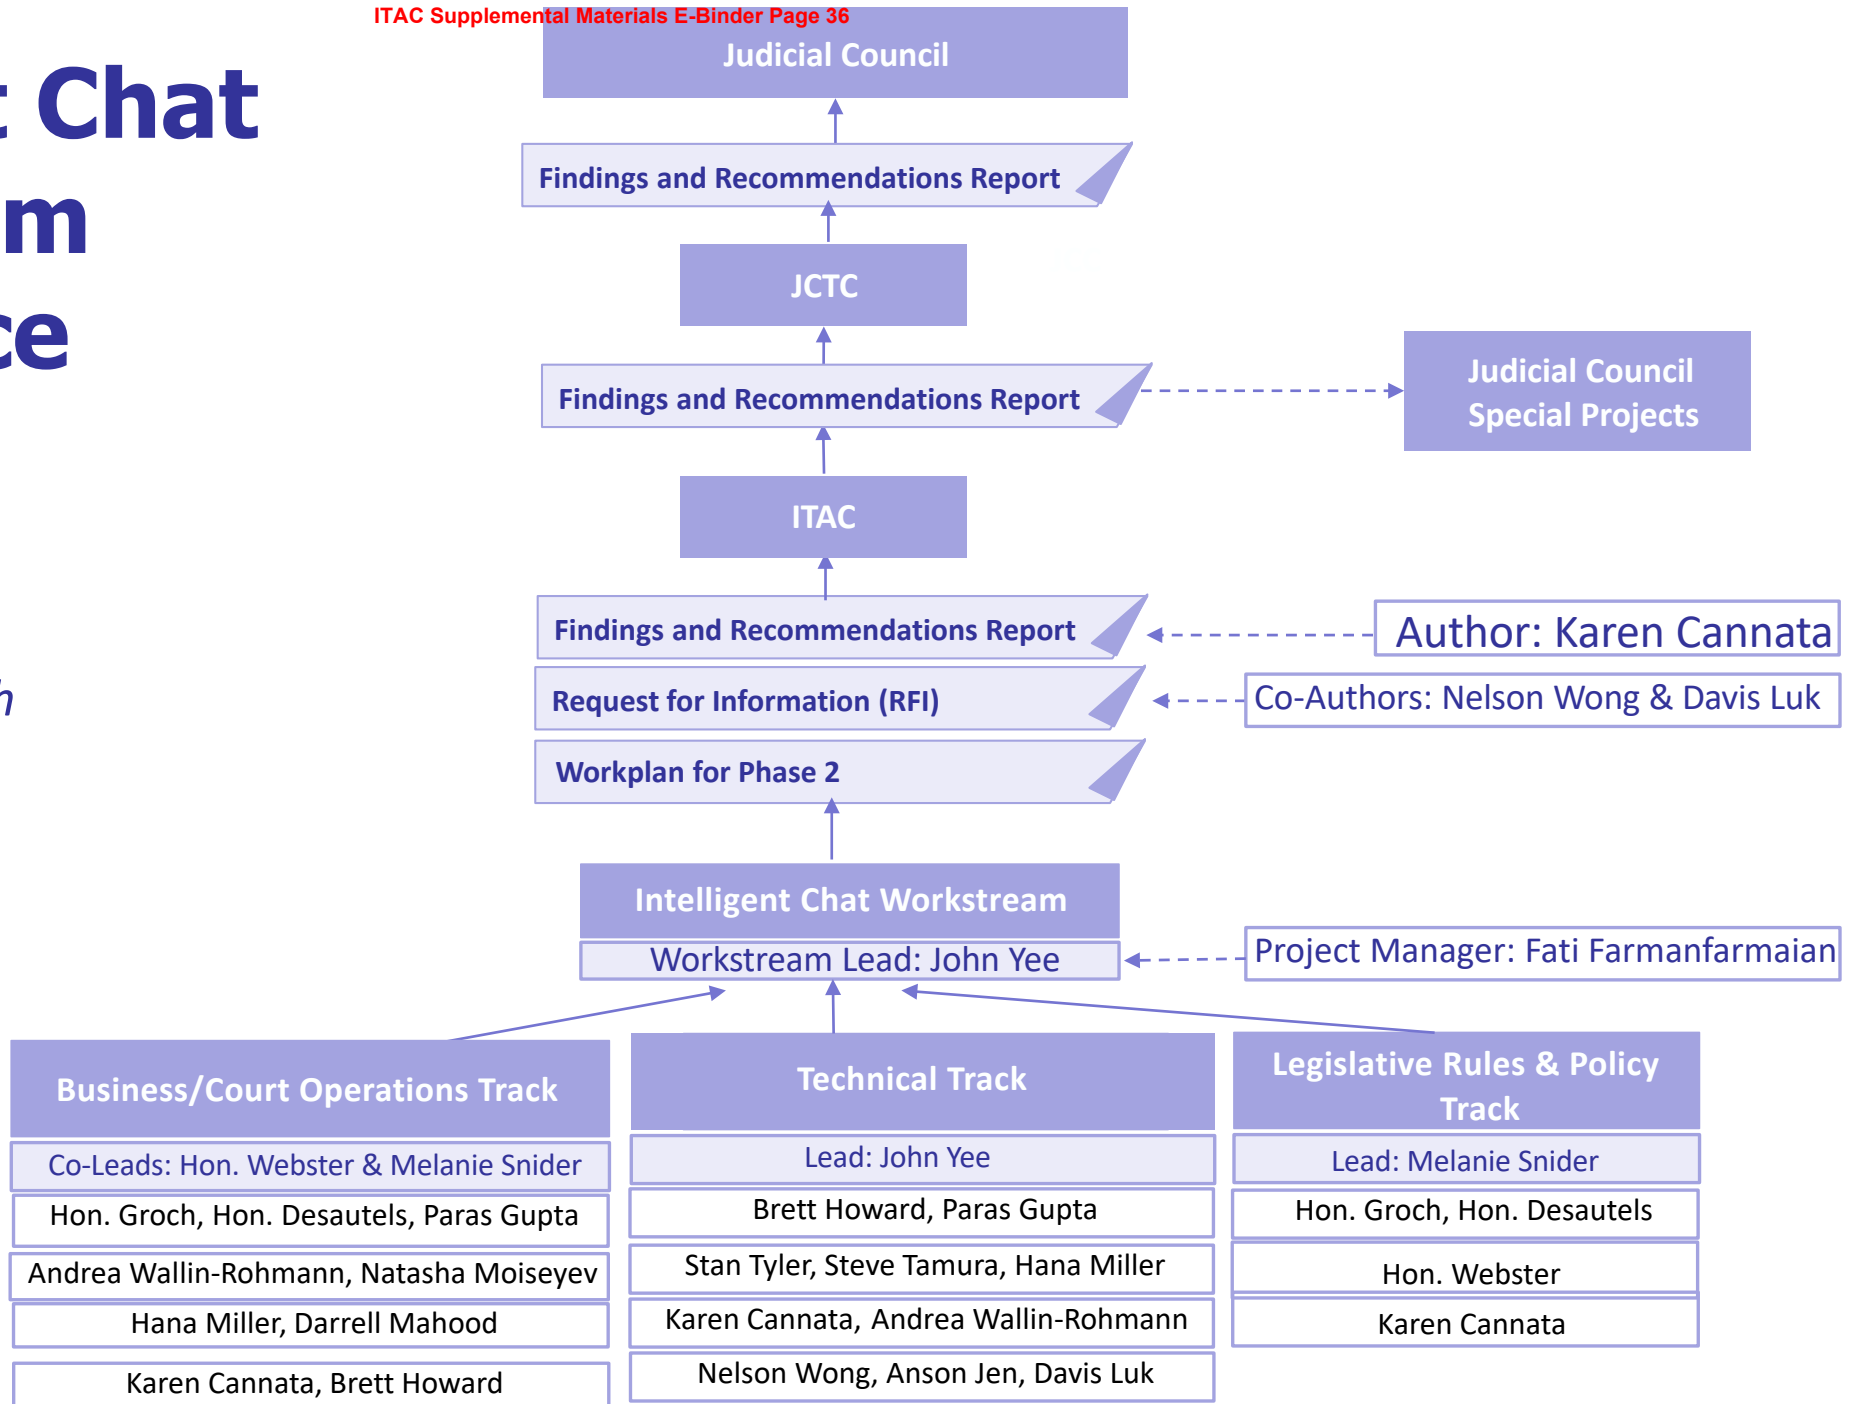 ITAC Supplemental Materials E-Binder Page 36
Chat
Judicial Council
Findings and Recommendations Report
JCTC
Findings and Recommendations Report
Judicial Council
Special Projects
ITAC
Findings and Recommendations Report
Author: Karen Cannata
Request for Information (RFI)
Co-Authors: Nelson Wong & Davis Luk
Workplan for Phase 2
Intelligent Chat Workstream
Workstream Lead: John Yee
Project Manager: Fati Farmanfarmaian
Business/Court Operations Track
Co-Leads: Hon. Webster & Melanie Snider
Hon. Groch, Hon. Desautels, Paras Gupta
Andrea Wallin-Rohmann, Natasha Moiseyev
Hana Miller, Darrell Mahood
Karen Cannata, Brett Howard
Technical Track
Lead: John Yee
Brett Howard, Paras Gupta
Stan Tyler, Steve Tamura, Hana Miller
Karen Cannata, Andrea Wallin-Rohmann
Nelson Wong, Anson Jen, Davis Luk
Legislative Rules & Policy
Track
Lead: Melanie Snider
Hon. Groch, Hon. Desautels
Hon. Webster
Karen Cannata